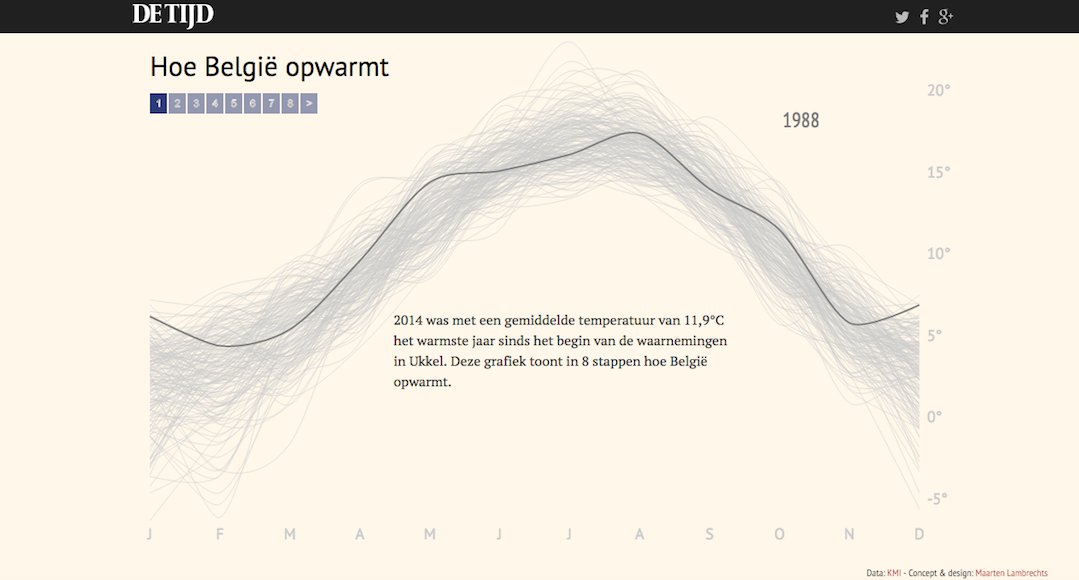 DE TIJD
Hoe België opwarmt
1 2 3 4 5 6 7 8 >
20°
1988
15°
10°
2014 was met een gemiddelde temperatuur van 11,9°C
het warmste jaar sinds het begin van de waarnemingen
in Ukkel. Deze grafiek toont in 8 stappen hoe België
opwarmt.
5°
0°
-5°
J F M A M J J A S O N D
Data: KMI - Concept & design: Maarten Lambrechts